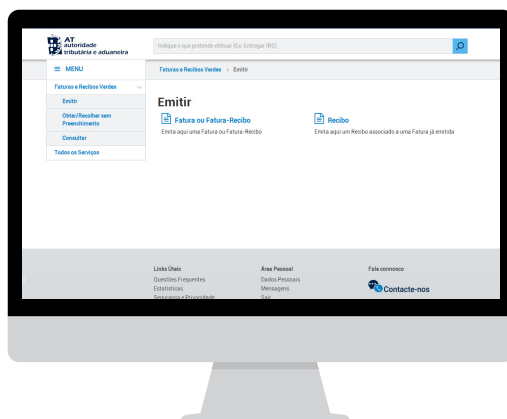 AT
autoridade
tributária e aduaneira
Indique o que pretende efetuar (Ex. Entregar IRS)
MENU
Faturas e Recibos Verdes > Emitir
Faturas e Recibos Verdes
Emitir
Obter/Recolher sem
Preenchimento
Consultar
Todos os Serviços
Emitir
Fatura ou Fatura-Recibo
Emita aqui uma Fatura ou Fatura-Recibo
Recibo
Emita aqui um Recibo associado a uma Fatura já emitida
Links Úteis
Questões Frequentes
Estatísticas
Segurança e Privacidade
Área Pessoal
Dados Pessoais
Mensagens
Sair
Fale connosco
Contacte-nos